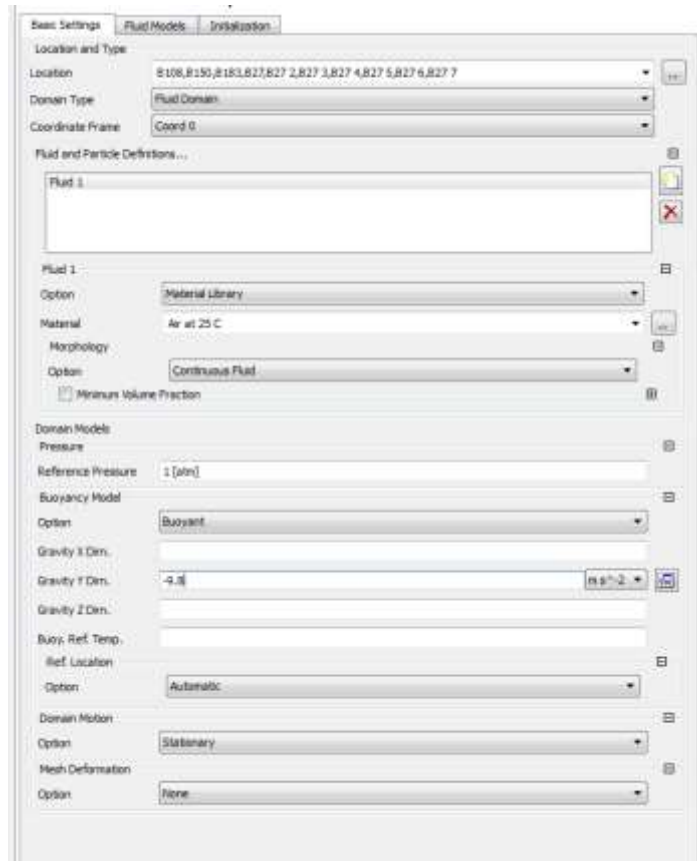 Basic Settings Fluid Models Initialization
Location and Type
Location B108,B150,B183,B27,B27 2,B27 3,B27 4,B27 5,B27 6,B27 7
Domain Type Fluid Domain
Coordinate Frame Coord 0
Fluid and Particle Definitions...
Fluid 1
Fluid 1
Option Material Library
Material Air at 25 C
Morphology
Option Continuous Fluid
Minimum Volume Fraction
Domain Models
Pressure
Reference Pressure 1 [atm]
Buoyancy Model
Option Buoyant
Gravity X Dirn.
Gravity Y Dirn. -9.8 m s^-2
Gravity Z Dirn.
Buoy. Ref. Temp.
Ref. Location
Option Automatic
Domain Motion
Option Stationary
Mesh Deformation
Option None